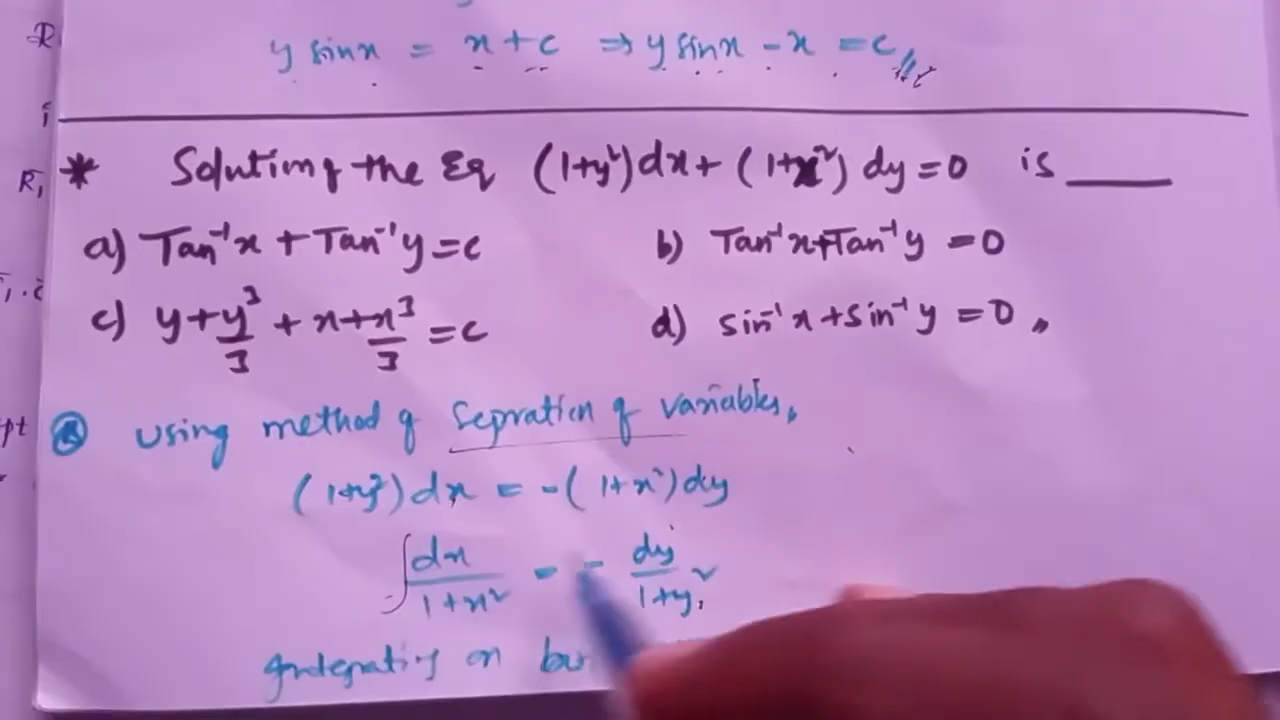 y sinx = x + c ⇒ y sinx - x = c
* Solution of the Eq (1+y²)dx + (1+x²) dy = 0 is ____
a) Tan⁻¹x + Tan⁻¹y = c b) Tan⁻¹x + Tan⁻¹y = 0
c) y + y³/3 + x + x³/3 = c d) sin⁻¹x + sin⁻¹y = 0
using method of sepration of variables,
(1+y²) dx = -(1+x²) dy
∫ dx/1+x² = - dy/1+y²
on